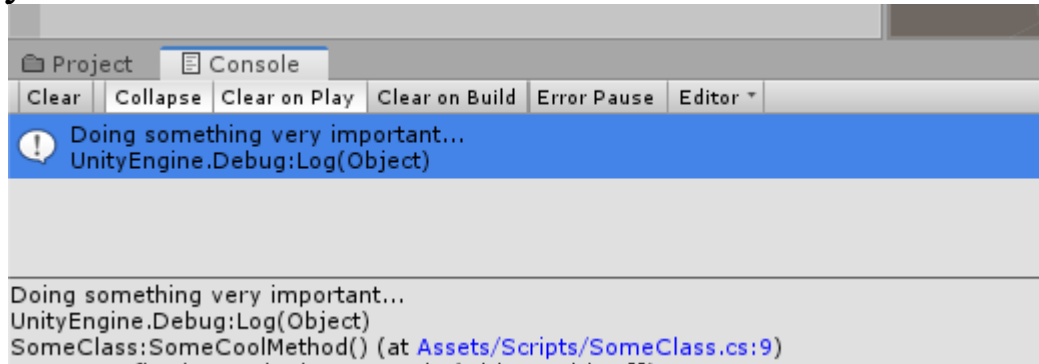 Project Console
Clear Collapse Clear on Play Clear on Build Error Pause Editor
Doing something very important...
UnityEngine.Debug:Log(Object)
Doing something very important...
UnityEngine.Debug:Log(Object)
SomeClass:SomeCoolMethod() (at Assets/Scripts/SomeClass.cs:9)